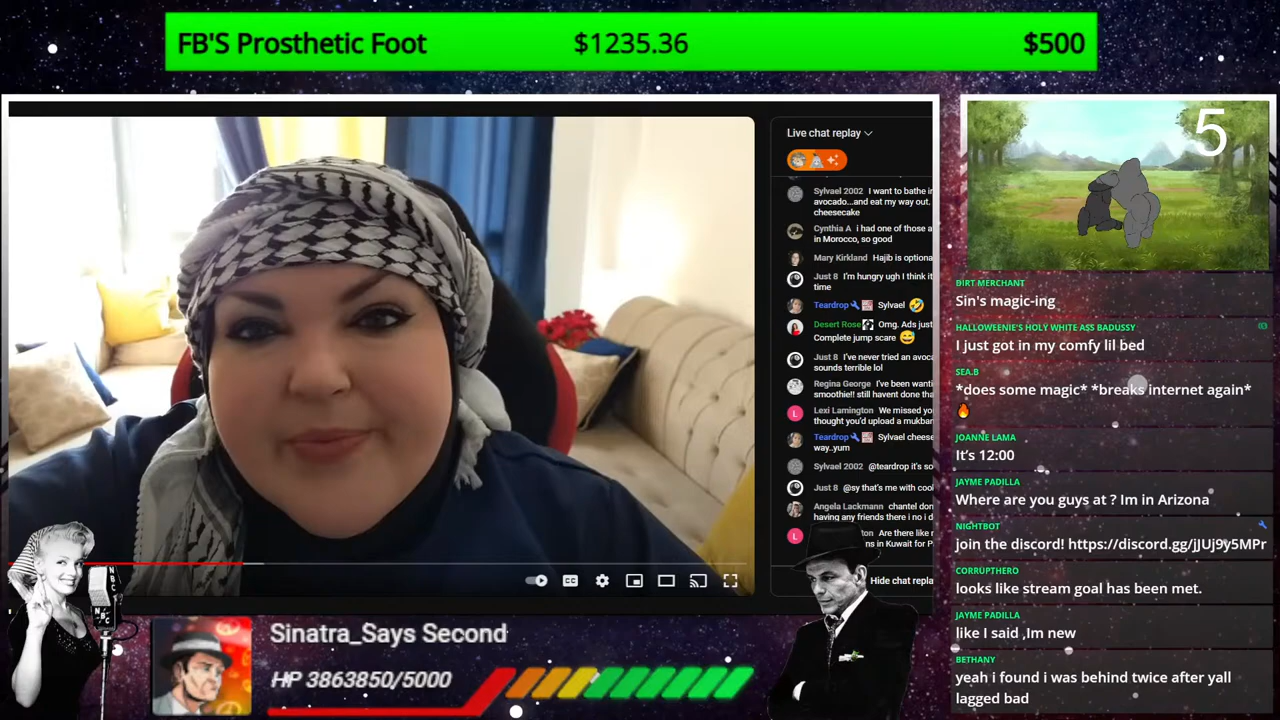 FB'S Prosthetic Foot $1235.36 $500
Live chat replay
Sylvael 2002 I want to bathe in
avocado...and eat my way out.
cheesecake
Cynthia A i had one of those a
in Morocco, so good
Mary Kirkland Hajib is optiona
Just 8 I'm hungry ugh I think it
time
Teardrop Sylvael 🤣
Desert Rose Omg. Ads just
Complete jump scare 😅
Just 8 I've never tried an avoca
sounds terrible lol
Regina George I've been wanti
smoothie!! still havent done tha
Lexi Lamington We missed yo
thought you'd upload a mukban
Teardrop Sylvael cheese
way..yum
Sylvael 2002 @teardrop it's so
Just 8 @sy that's me with cool
Angela Lackmann chantel don
having any friends there i no i d
Are there like
ns in Kuwait for P
Hide chat repla
5
DIRT MERCHANT
Sin's magic-ing
HALLOWEENIE'S HOLY WHITE ASS BADUSSY
I just got in my comfy lil bed
SEA.B
*does some magic* *breaks internet again*
🔥
JOANNE LAMA
It's 12:00
JAYME PADILLA
Where are you guys at ? Im in Arizona
NIGHTBOT
join the discord! https://discord.gg/jJUj9y5MPr
CORRUPTHERO
looks like stream goal has been met.
JAYME PADILLA
like I said ,Im new
BETHANY
yeah i found i was behind twice after yall
lagged bad
NBC
Sinatra_Says Second
HP 3863850/5000